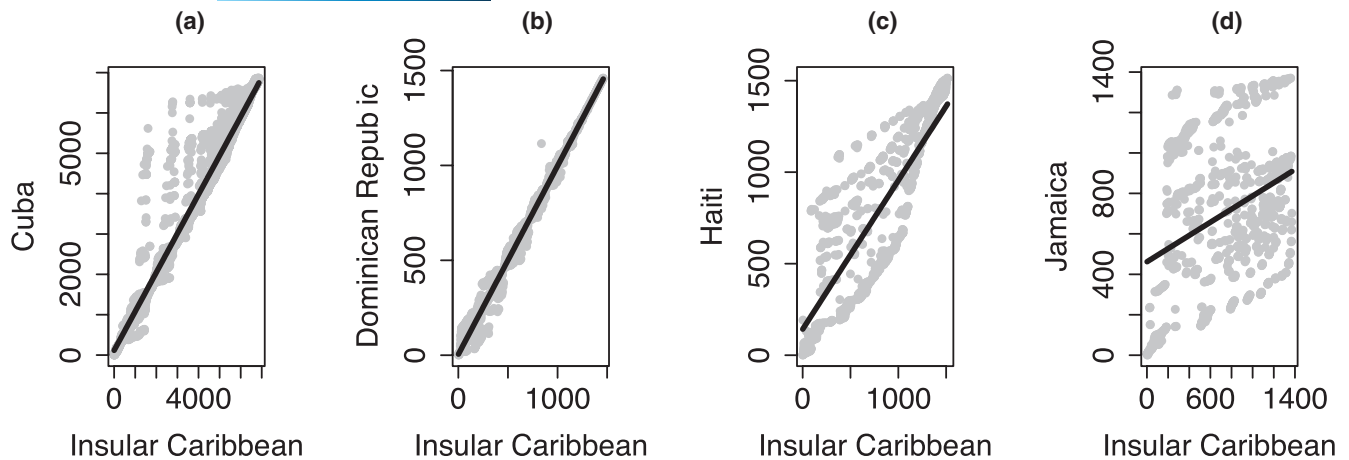 (a)
Cuba
5000
2000
0
0 4000
Insular Caribbean
(b)
Dominican Repub ic
1500
1000
500
0
0 1000
Insular Caribbean
(c)
Haiti
1500
1000
500
0
0 1000
Insular Caribbean
(d)
Jamaica
1400
800
400
0
0 600 1400
Insular Caribbean